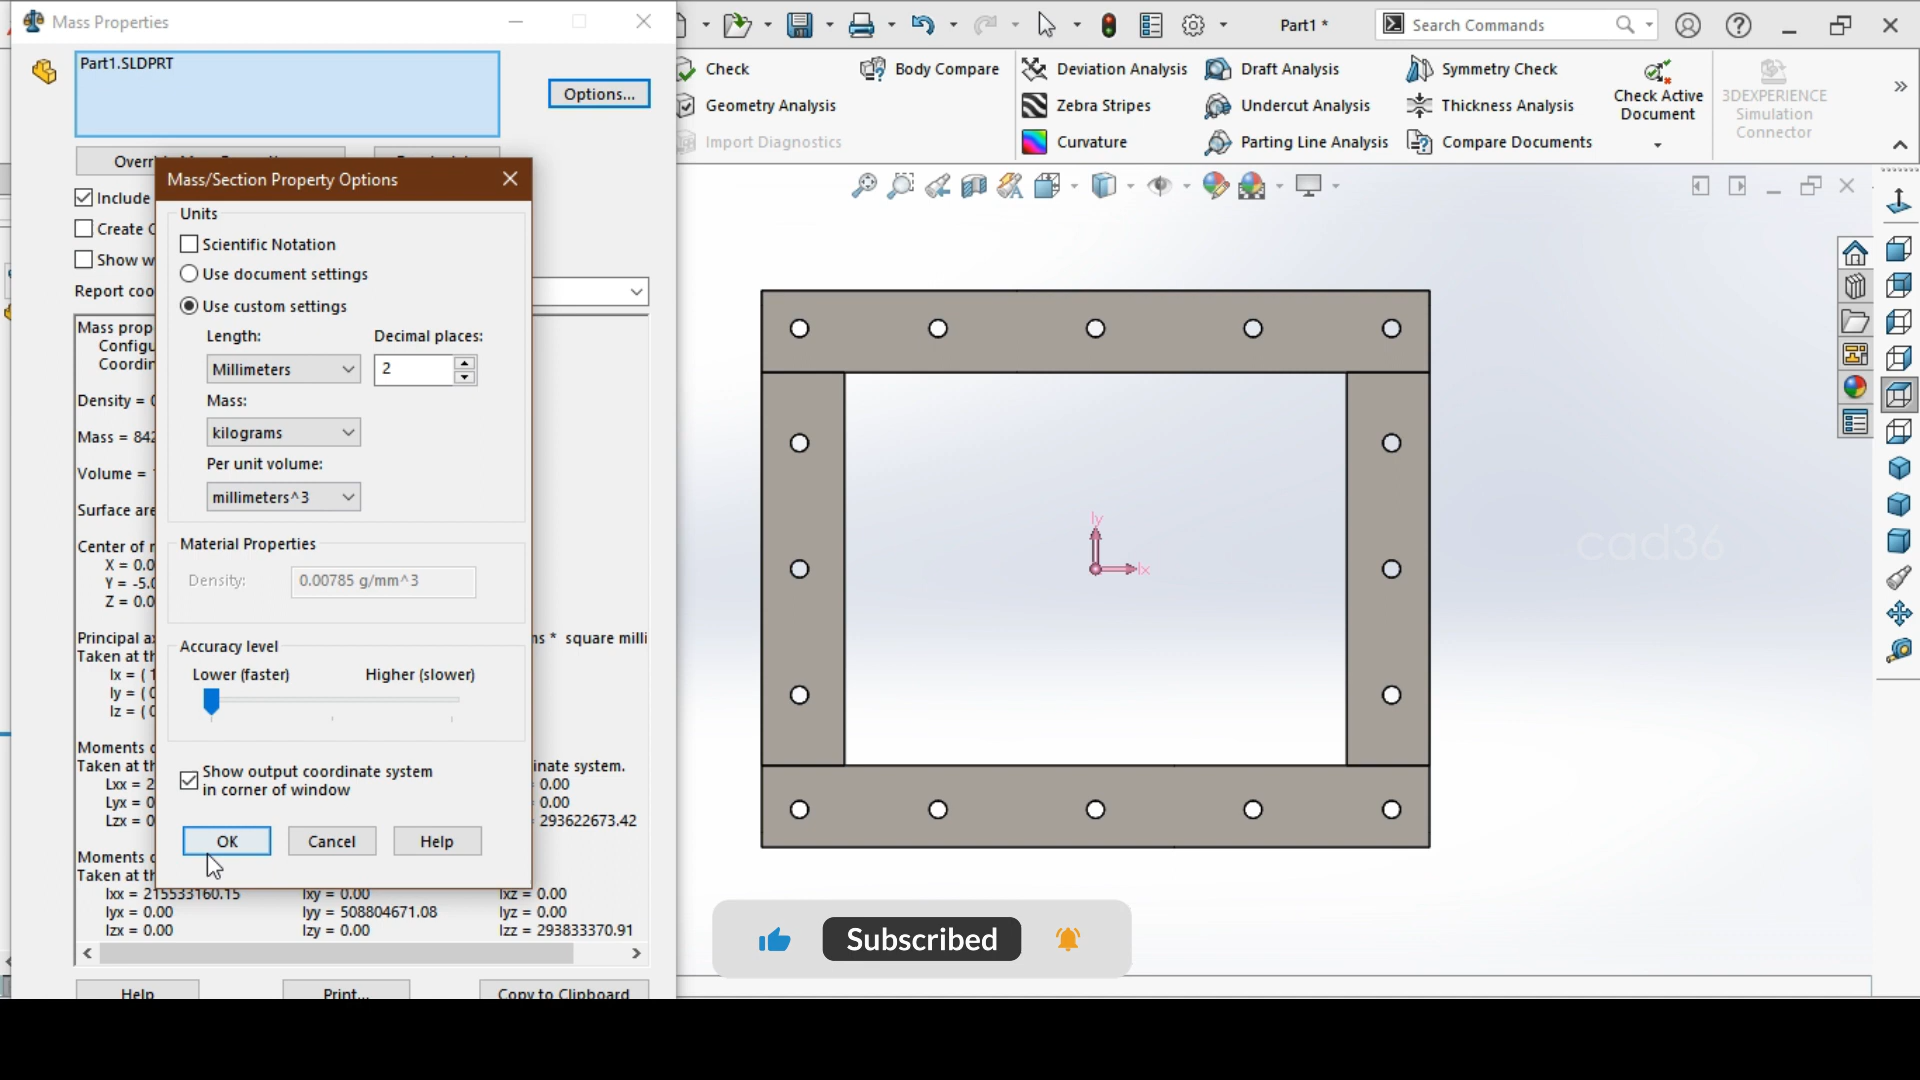 Mass Properties
Part1 *
Search Commands
Part1.SLDPRT
Options...
Check
Body Compare
Deviation Analysis
Draft Analysis
Symmetry Check
Geometry Analysis
Zebra Stripes
Undercut Analysis
Thickness Analysis
Check Active
Document
3DEXPERIENCE
Simulation
Connector
Import Diagnostics
Curvature
Parting Line Analysis
Compare Documents
Mass/Section Property Options
Include
Create
Show
Report coo
Units
Scientific Notation
Use document settings
Use custom settings
Length:
Decimal places:
Millimeters
2
Mass:
kilograms
Per unit volume:
millimeters^3
Material Properties
Density:
0.00785 g/mm^3
Accuracy level
Lower (faster)
Higher (slower)
Show output coordinate system
in corner of window
OK
Cancel
Help
Mass prop
Configu
Coordin
Density = 0
Mass = 842
Volume =
Surface are
Center of
X = 0.0
Y = -5.0
Z = 0.0
Principal a
ns * square milli
Taken at th
Ix = ( 1
Iy = ( 0
Iz = ( 0
Moments o
Taken at th
inate system.
Lxx = 2
= 0.00
Lyx = 0
= 0.00
Lzx = 0
= 293622673.42
Moments o
Taken at th
Ixx = 215533160.15
Ixy = 0.00
Ixz = 0.00
Iyx = 0.00
Iyy = 508804671.08
Iyz = 0.00
Izx = 0.00
Izy = 0.00
Izz = 293833370.91
Help
Print...
Copy to Clipboard
Iy
Ix
cad36
Subscribed